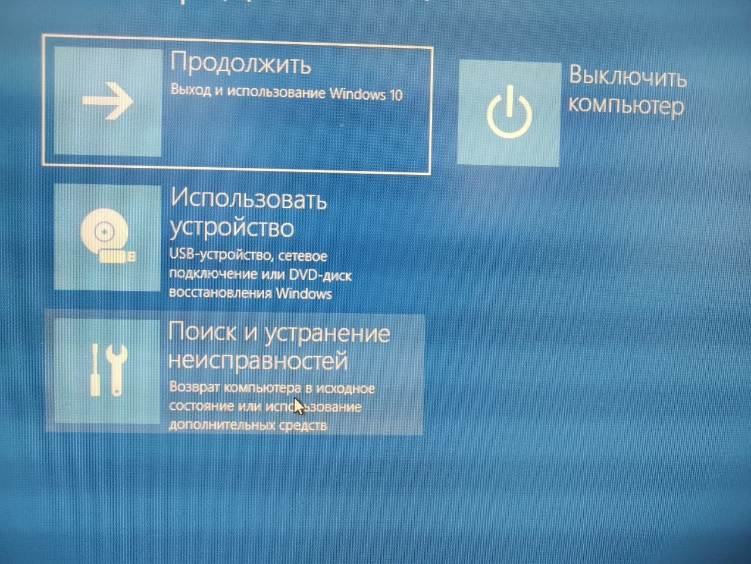 Продолжить
Выход и использование Windows 10
Выключить
компьютер
Использовать
устройство
USB-устройство, сетевое
подключение или DVD-диск
восстановления Windows
Поиск и устранение
неисправностей
Возврат компьютера в исходное
состояние или использование
дополнительных средств